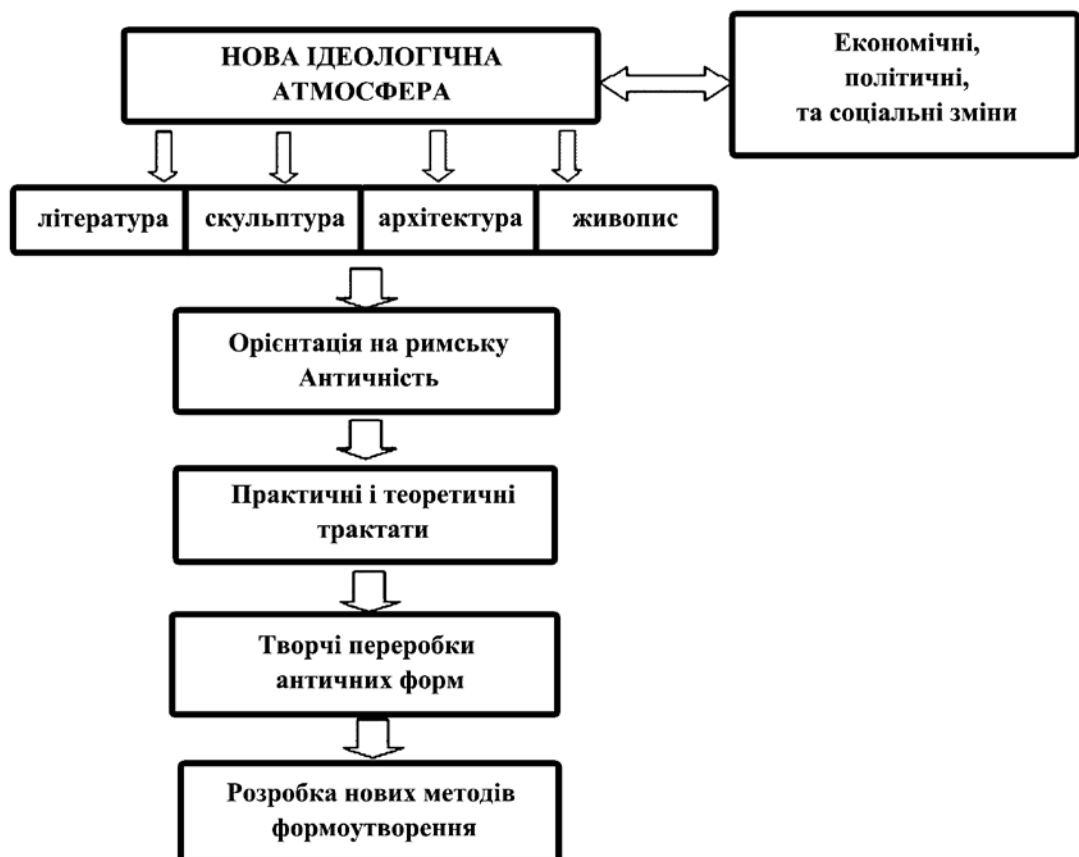 НОВА ІДЕОЛОГІЧНА
АТМОСФЕРА
Економічні,
політичні,
та соціальні зміни
література
скульптура
архітектура
живопис
Орієнтація на римську
Античність
Практичні і теоретичні
трактати
Творчі переробки
античних форм
Розробка нових методів
формоутворення